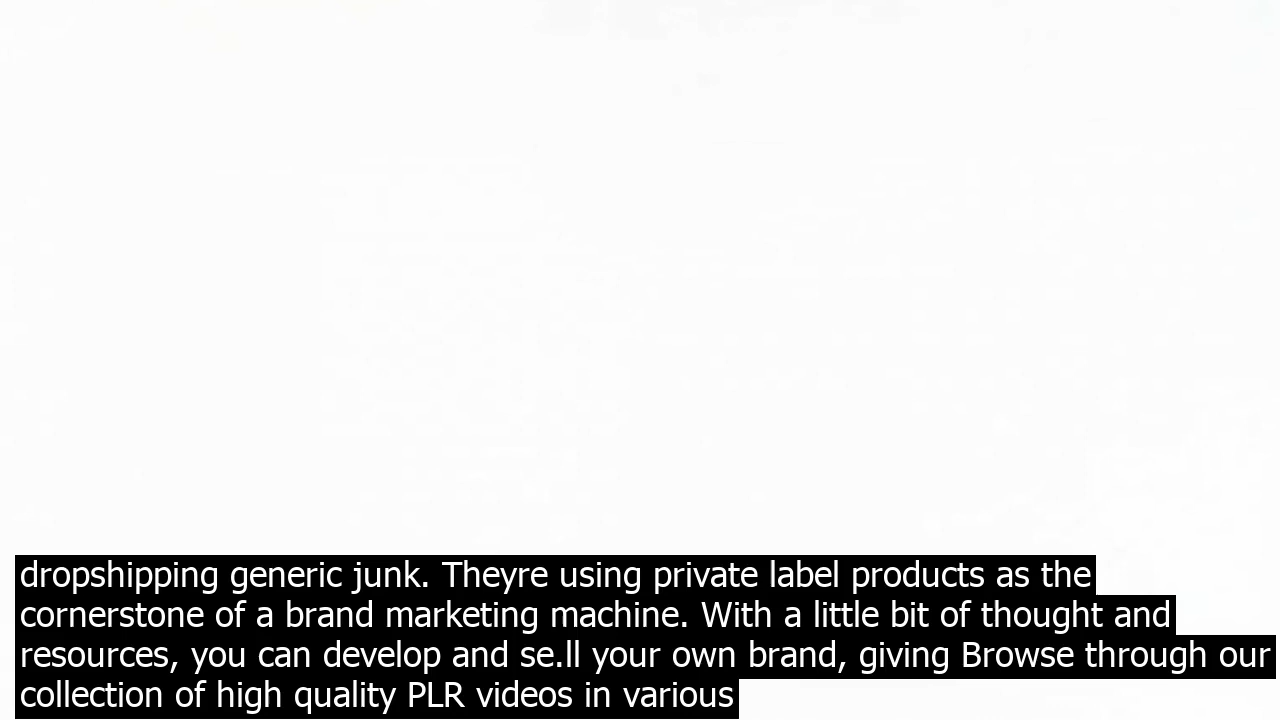 dropshipping generic junk. Theyre using private label products as the
cornerstone of a brand marketing machine. With a little bit of thought and
resources, you can develop and se.ll your own brand, giving Browse through our
collection of high quality PLR videos in various